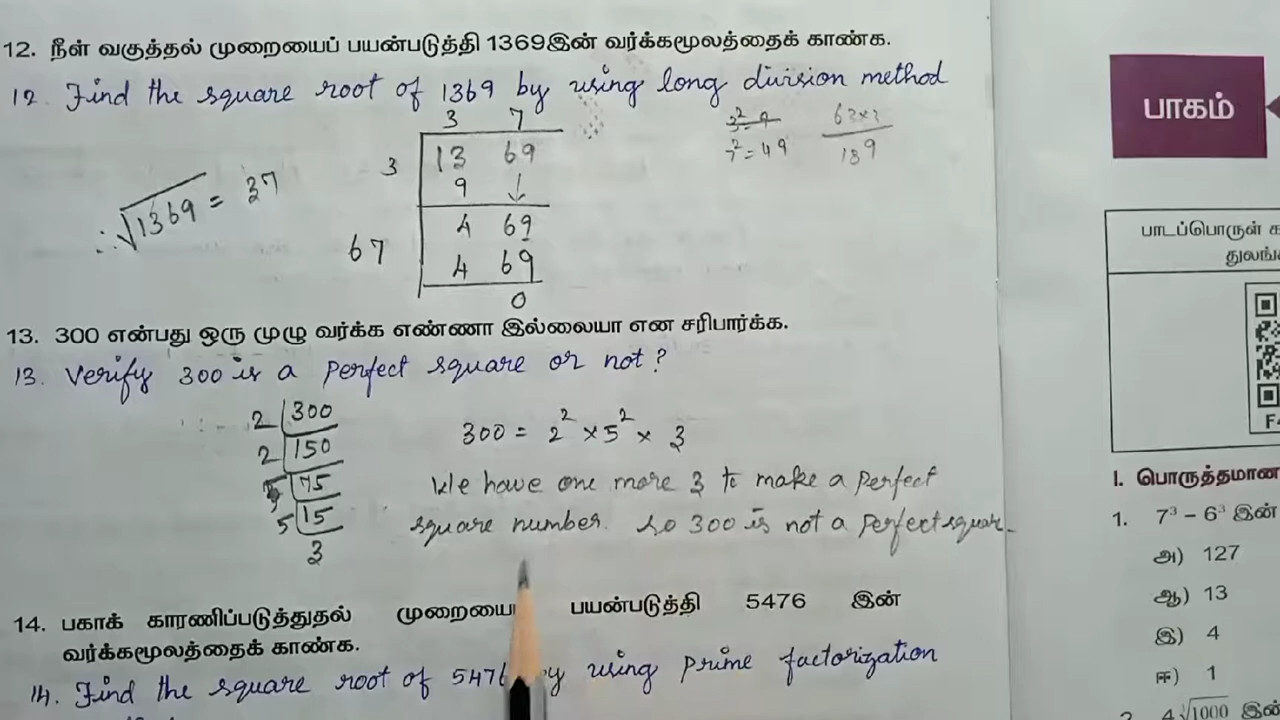 12. நீள் வகுத்தல் முறையைப் பயன்படுத்தி 1369இன் வர்க்கமூலத்தைக் காண்க.
12. Find the square root of 1369 by using long division method
3 7
3 13 69
9 ↓
4 69
67 4 69
0
∴√1369 = 37
7² = 49
189
13. 300 என்பது ஒரு முழு வர்க்க எண்ணா இல்லையா என சரிபார்க்க.
13. Verify 300 is a perfect square or not?
2 300
2 150
5 75
5 15
3
300 = 2² × 5² × 3
We have one more 3 to make a perfect
square number. So 300 is not a perfect square.
14. பகாக் காரணிப்படுத்துதல் பயன்படுத்தி 5476 இன்
வர்க்கமூலத்தைக் காண்க.
14. Find the square root of 5476 by using prime factorization
பாகம்
பாடப்பொருள்
I. பொருத்தமான
1. 7³ – 6³ இன்
அ) 127
ஆ) 13
இ) 4
ஈ) 1